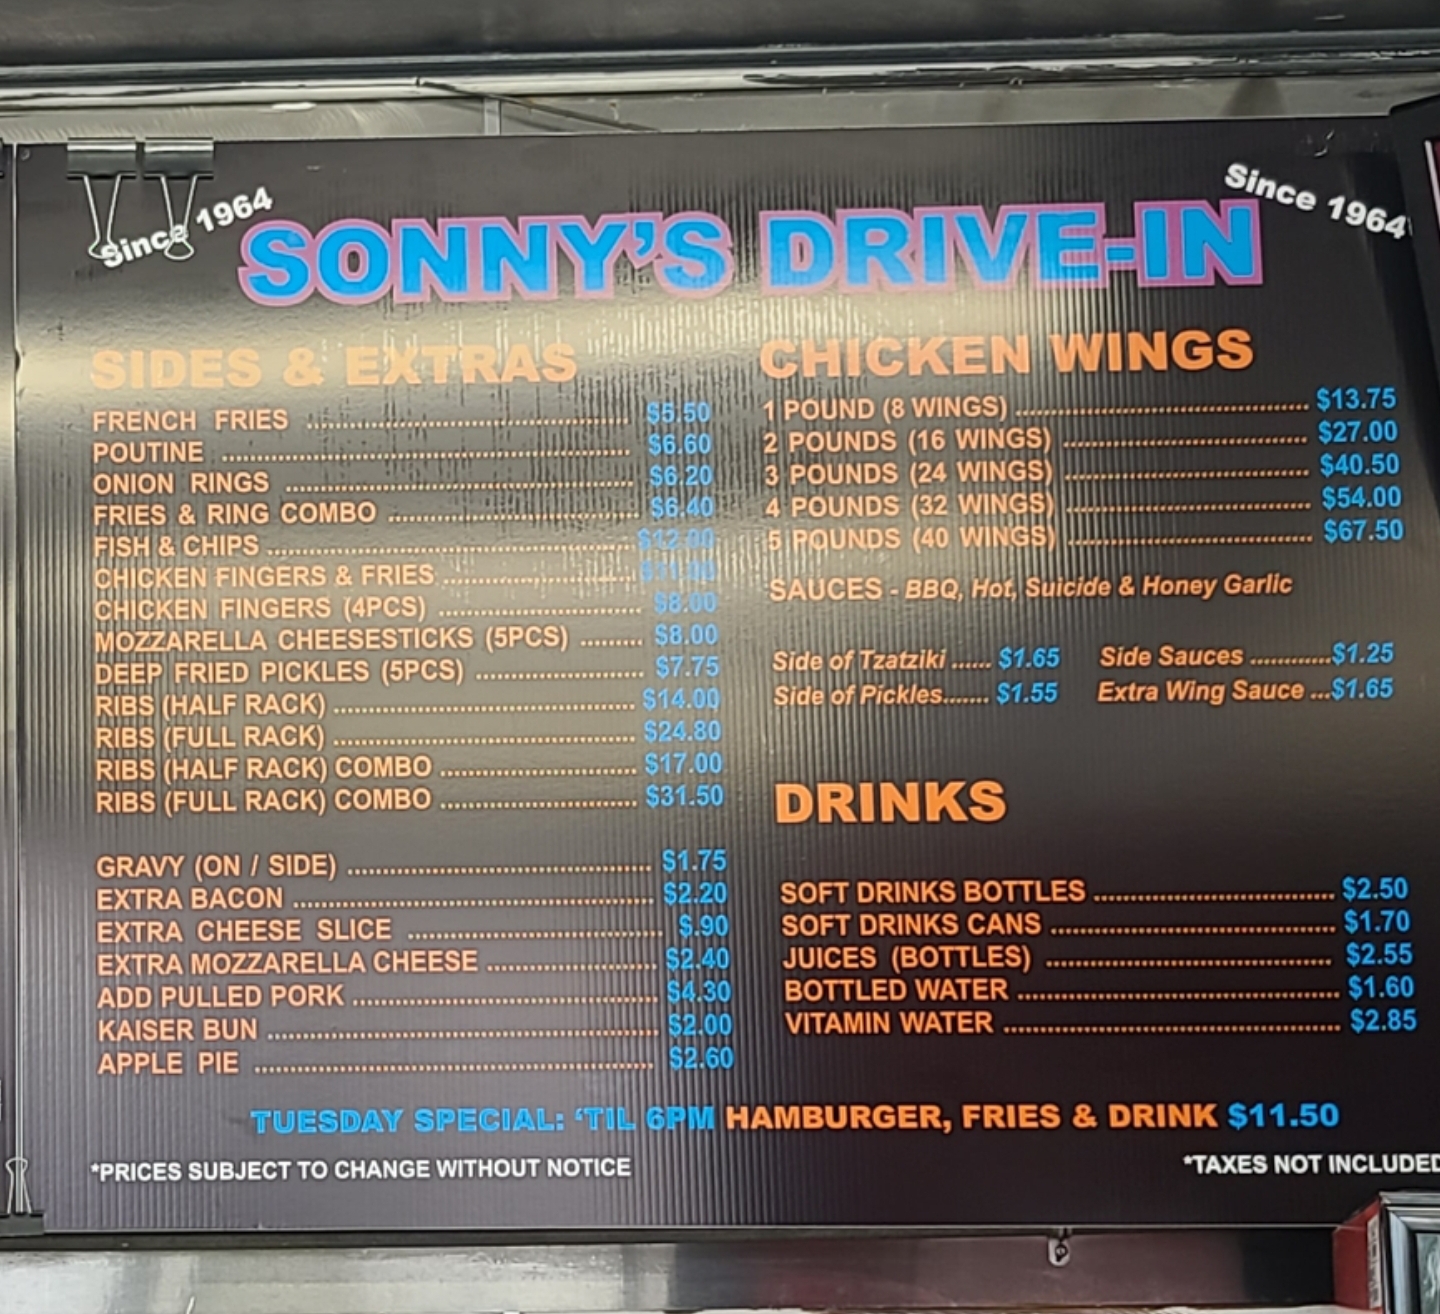 Since 1964
Since 1964
SONNY'S DRIVE-IN
SIDES & EXTRAS
FRENCH FRIES ........ $5.50
POUTINE ........ $6.60
ONION RINGS ........ $6.20
FRIES & RING COMBO ........ $6.40
FISH & CHIPS ........ $12.00
CHICKEN FINGERS & FRIES ........ $11.00
CHICKEN FINGERS (4PCS) ........ $8.00
MOZZARELLA CHEESESTICKS (5PCS) ........ $8.00
DEEP FRIED PICKLES (5PCS) ........ $7.75
RIBS (HALF RACK) ........ $14.00
RIBS (FULL RACK) ........ $24.80
RIBS (HALF RACK) COMBO ........ $17.00
RIBS (FULL RACK) COMBO ........ $31.50
GRAVY (ON / SIDE) ........ $1.75
EXTRA BACON ........ $2.20
EXTRA CHEESE SLICE ........ $.90
EXTRA MOZZARELLA CHEESE ........ $2.40
ADD PULLED PORK ........ $4.30
KAISER BUN ........ $2.00
APPLE PIE ........ $2.60
CHICKEN WINGS
1 POUND (8 WINGS) ........ $13.75
2 POUNDS (16 WINGS) ........ $27.00
3 POUNDS (24 WINGS) ........ $40.50
4 POUNDS (32 WINGS) ........ $54.00
5 POUNDS (40 WINGS) ........ $67.50
SAUCES - BBQ, Hot, Suicide & Honey Garlic
Side of Tzatziki ...... $1.65 Side Sauces ............$1.25
Side of Pickles....... $1.55 Extra Wing Sauce ...$1.65
DRINKS
SOFT DRINKS BOTTLES ........ $2.50
SOFT DRINKS CANS ........ $1.70
JUICES (BOTTLES) ........ $2.55
BOTTLED WATER ........ $1.60
VITAMIN WATER ........ $2.85
TUESDAY SPECIAL: 'TIL 6PM HAMBURGER, FRIES & DRINK $11.50
*PRICES SUBJECT TO CHANGE WITHOUT NOTICE
*TAXES NOT INCLUDED